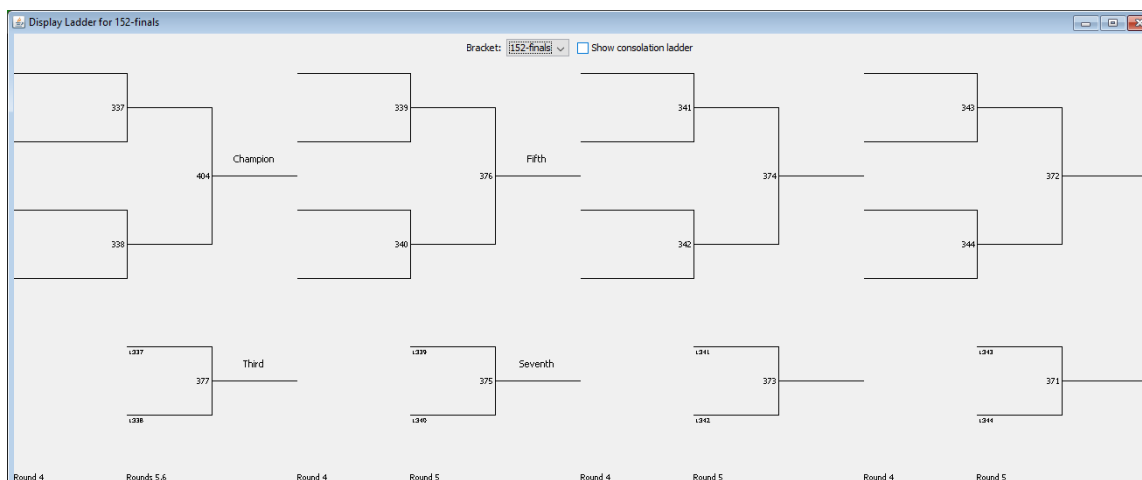 Display Ladder for 152-finals
Bracket: 152-finals Show consolation ladder
337 339 341 343
Champion Fifth
404 376 374 372
338 340 342 344
L337 L339 L341 L343
Third Seventh
377 375 373 371
L338 L340 L342 L344
Round 4 Rounds 5,6 Round 4 Round 5 Round 4 Round 5 Round 4 Round 5